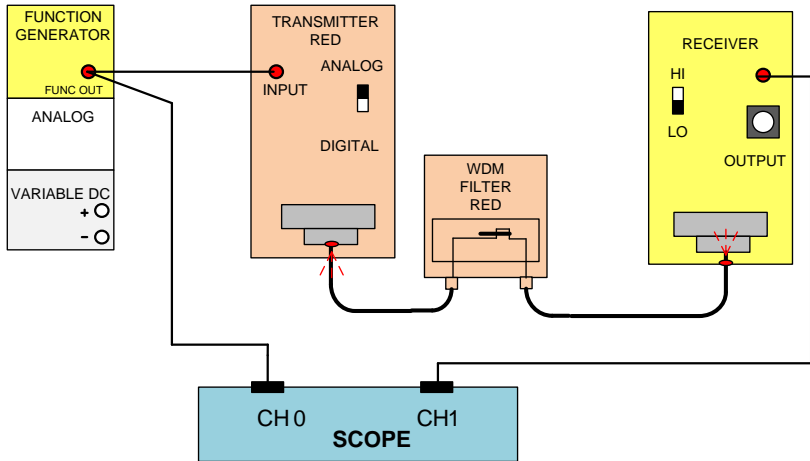 FUNCTION
GENERATOR
FUNC OUT
ANALOG
VARIABLE DC
+
-
TRANSMITTER
RED
ANALOG
INPUT
DIGITAL
WDM
FILTER
RED
RECEIVER
HI
LO
OUTPUT
CH 0
CH1
SCOPE